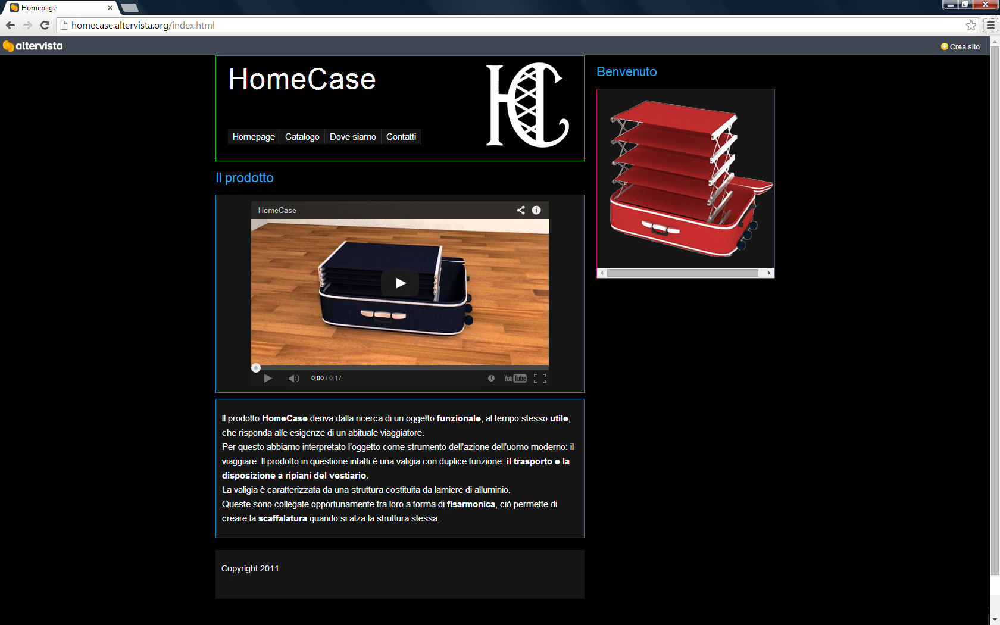 Homepage
homecase.altervista.org/index.html
altervista
Crea sito
HomeCase
HC
Homepage
Catalogo
Dove siamo
Contatti
Benvenuto
Il prodotto
HomeCase
0:00 / 0:17
YouTube
Il prodotto HomeCase deriva dalla ricerca di un oggetto funzionale, al tempo stesso utile,
che risponda alle esigenze di un abituale viaggiatore.
Per questo abbiamo interpretato l'oggetto come strumento dell'azione dell'uomo moderno: il
viaggiare. Il prodotto in questione infatti è una valigia con duplice funzione: il trasporto e la
disposizione a ripiani del vestiario.
La valigia è caratterizzata da una struttura costituita da lamiere di alluminio.
Queste sono collegate opportunamente tra loro a forma di fisarmonica, ciò permette di
creare la scaffalatura quando si alza la struttura stessa.
Copyright 2011